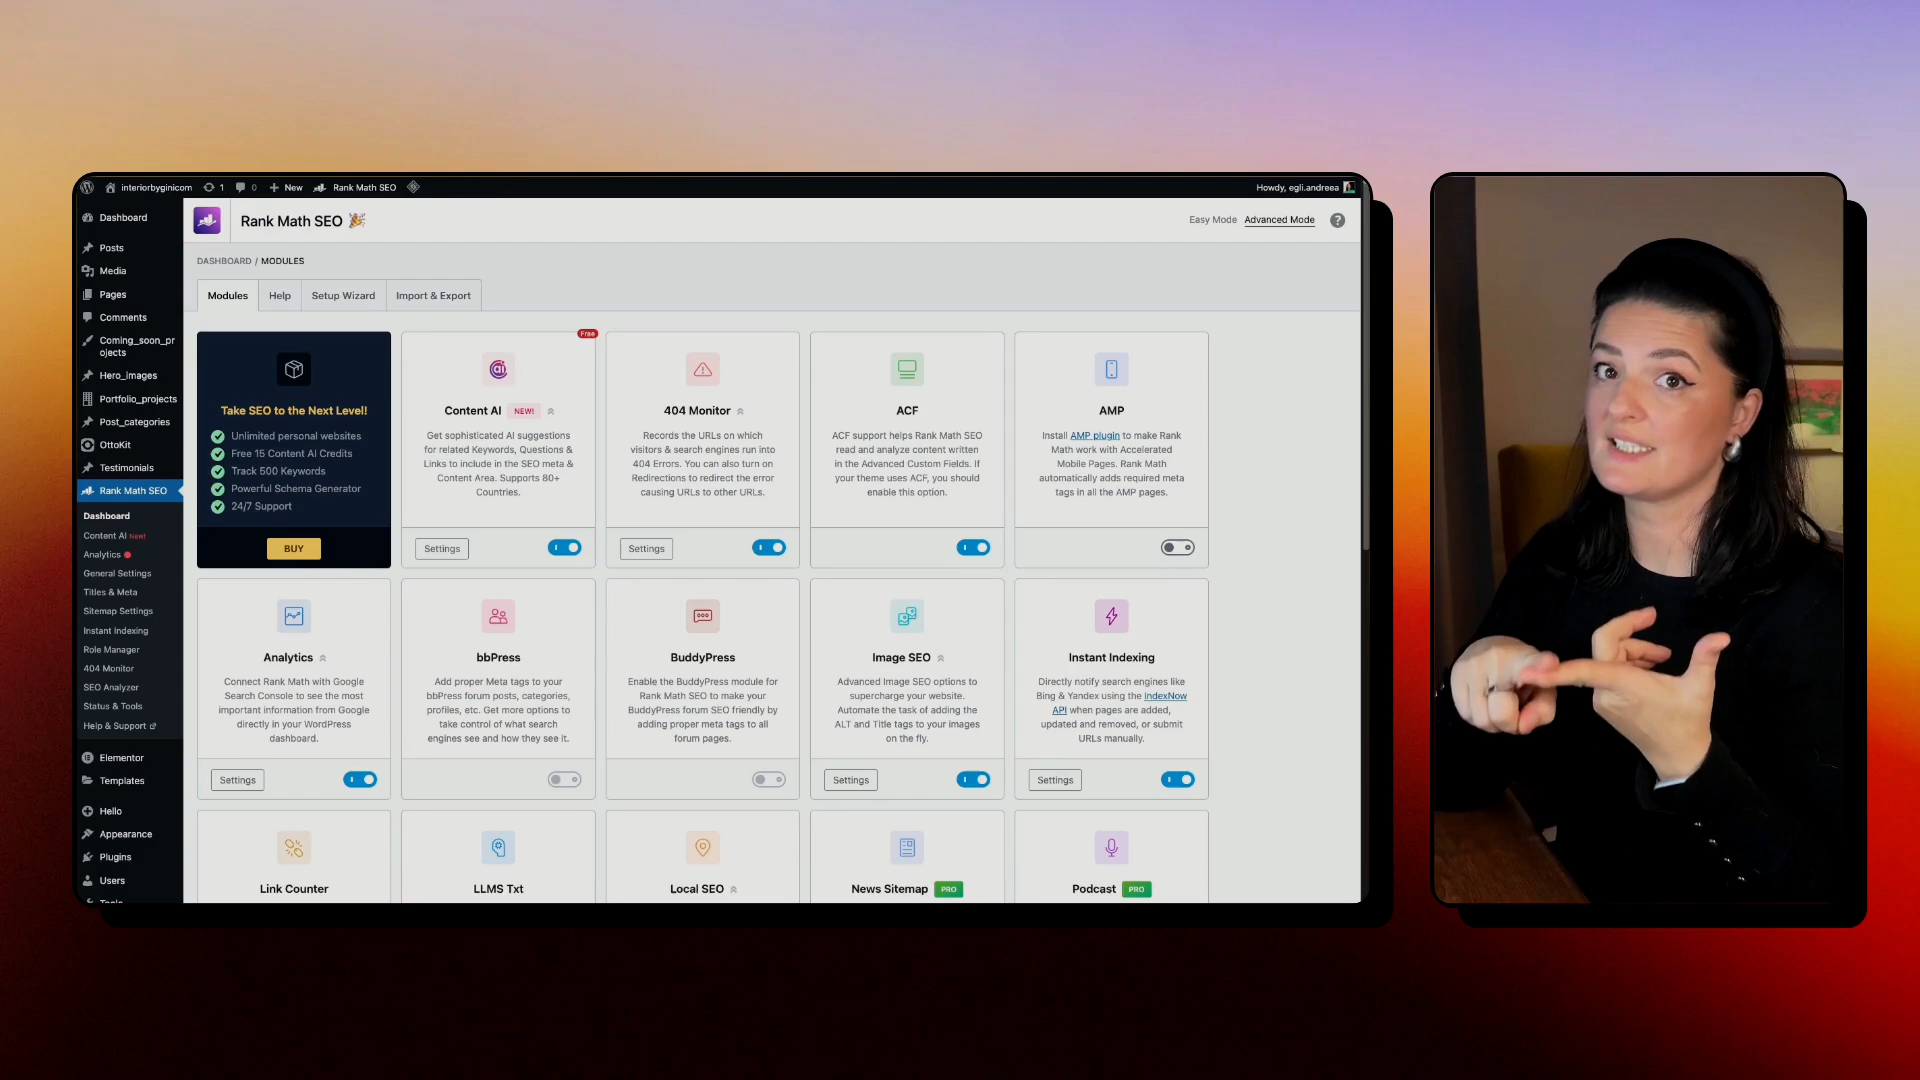 interiorbyginicom 1 0 New Rank Math SEO
Howdy, egli.andreea
Dashboard
Posts
Media
Pages
Comments
Coming_soon_pr
ojects
Hero_images
Portfolio_projects
Post_categories
OttoKit
Testimonials
Rank Math SEO
Dashboard
Content AI New!
Analytics
General Settings
Titles & Meta
Sitemap Settings
Instant Indexing
Role Manager
404 Monitor
SEO Analyzer
Status & Tools
Help & Support
Elementor
Templates
Hello
Appearance
Plugins
Users
Rank Math SEO
Easy Mode Advanced Mode ?
DASHBOARD / MODULES
Modules Help Setup Wizard Import & Export
Take SEO to the Next Level!
Unlimited personal websites
Free 15 Content AI Credits
Track 500 Keywords
Powerful Schema Generator
24/7 Support
BUY
Free
Content AI NEW!
Get sophisticated AI suggestions
for related Keywords, Questions &
Links to include in the SEO meta &
Content Area. Supports 80+
Countries.
Settings
404 Monitor
Records the URLs on which
visitors & search engines run into
404 Errors. You can also turn on
Redirections to redirect the error
causing URLs to other URLs.
Settings
ACF
ACF support helps Rank Math SEO
read and analyze content written
in the Advanced Custom Fields. If
your theme uses ACF, you should
enable this option.
AMP
Install AMP plugin to make Rank
Math work with Accelerated
Mobile Pages. Rank Math
automatically adds required meta
tags in all the AMP pages.
Analytics
Connect Rank Math with Google
Search Console to see the most
important information from Google
directly in your WordPress
dashboard.
Settings
bbPress
Add proper Meta tags to your
bbPress forum posts, categories,
profiles, etc. Get more options to
take control of what search
engines see and how they see it.
BuddyPress
Enable the BuddyPress module for
Rank Math SEO to make your
BuddyPress forum SEO friendly by
adding proper meta tags to all
forum pages.
Image SEO
Advanced Image SEO options to
supercharge your website.
Automate the task of adding the
ALT and Title tags to your images
on the fly.
Settings
Instant Indexing
Directly notify search engines like
Bing & Yandex using the IndexNow
API when pages are added,
updated and removed, or submit
URLs manually.
Settings
Link Counter
LLMS Txt
Local SEO
News Sitemap PRO
Podcast PRO